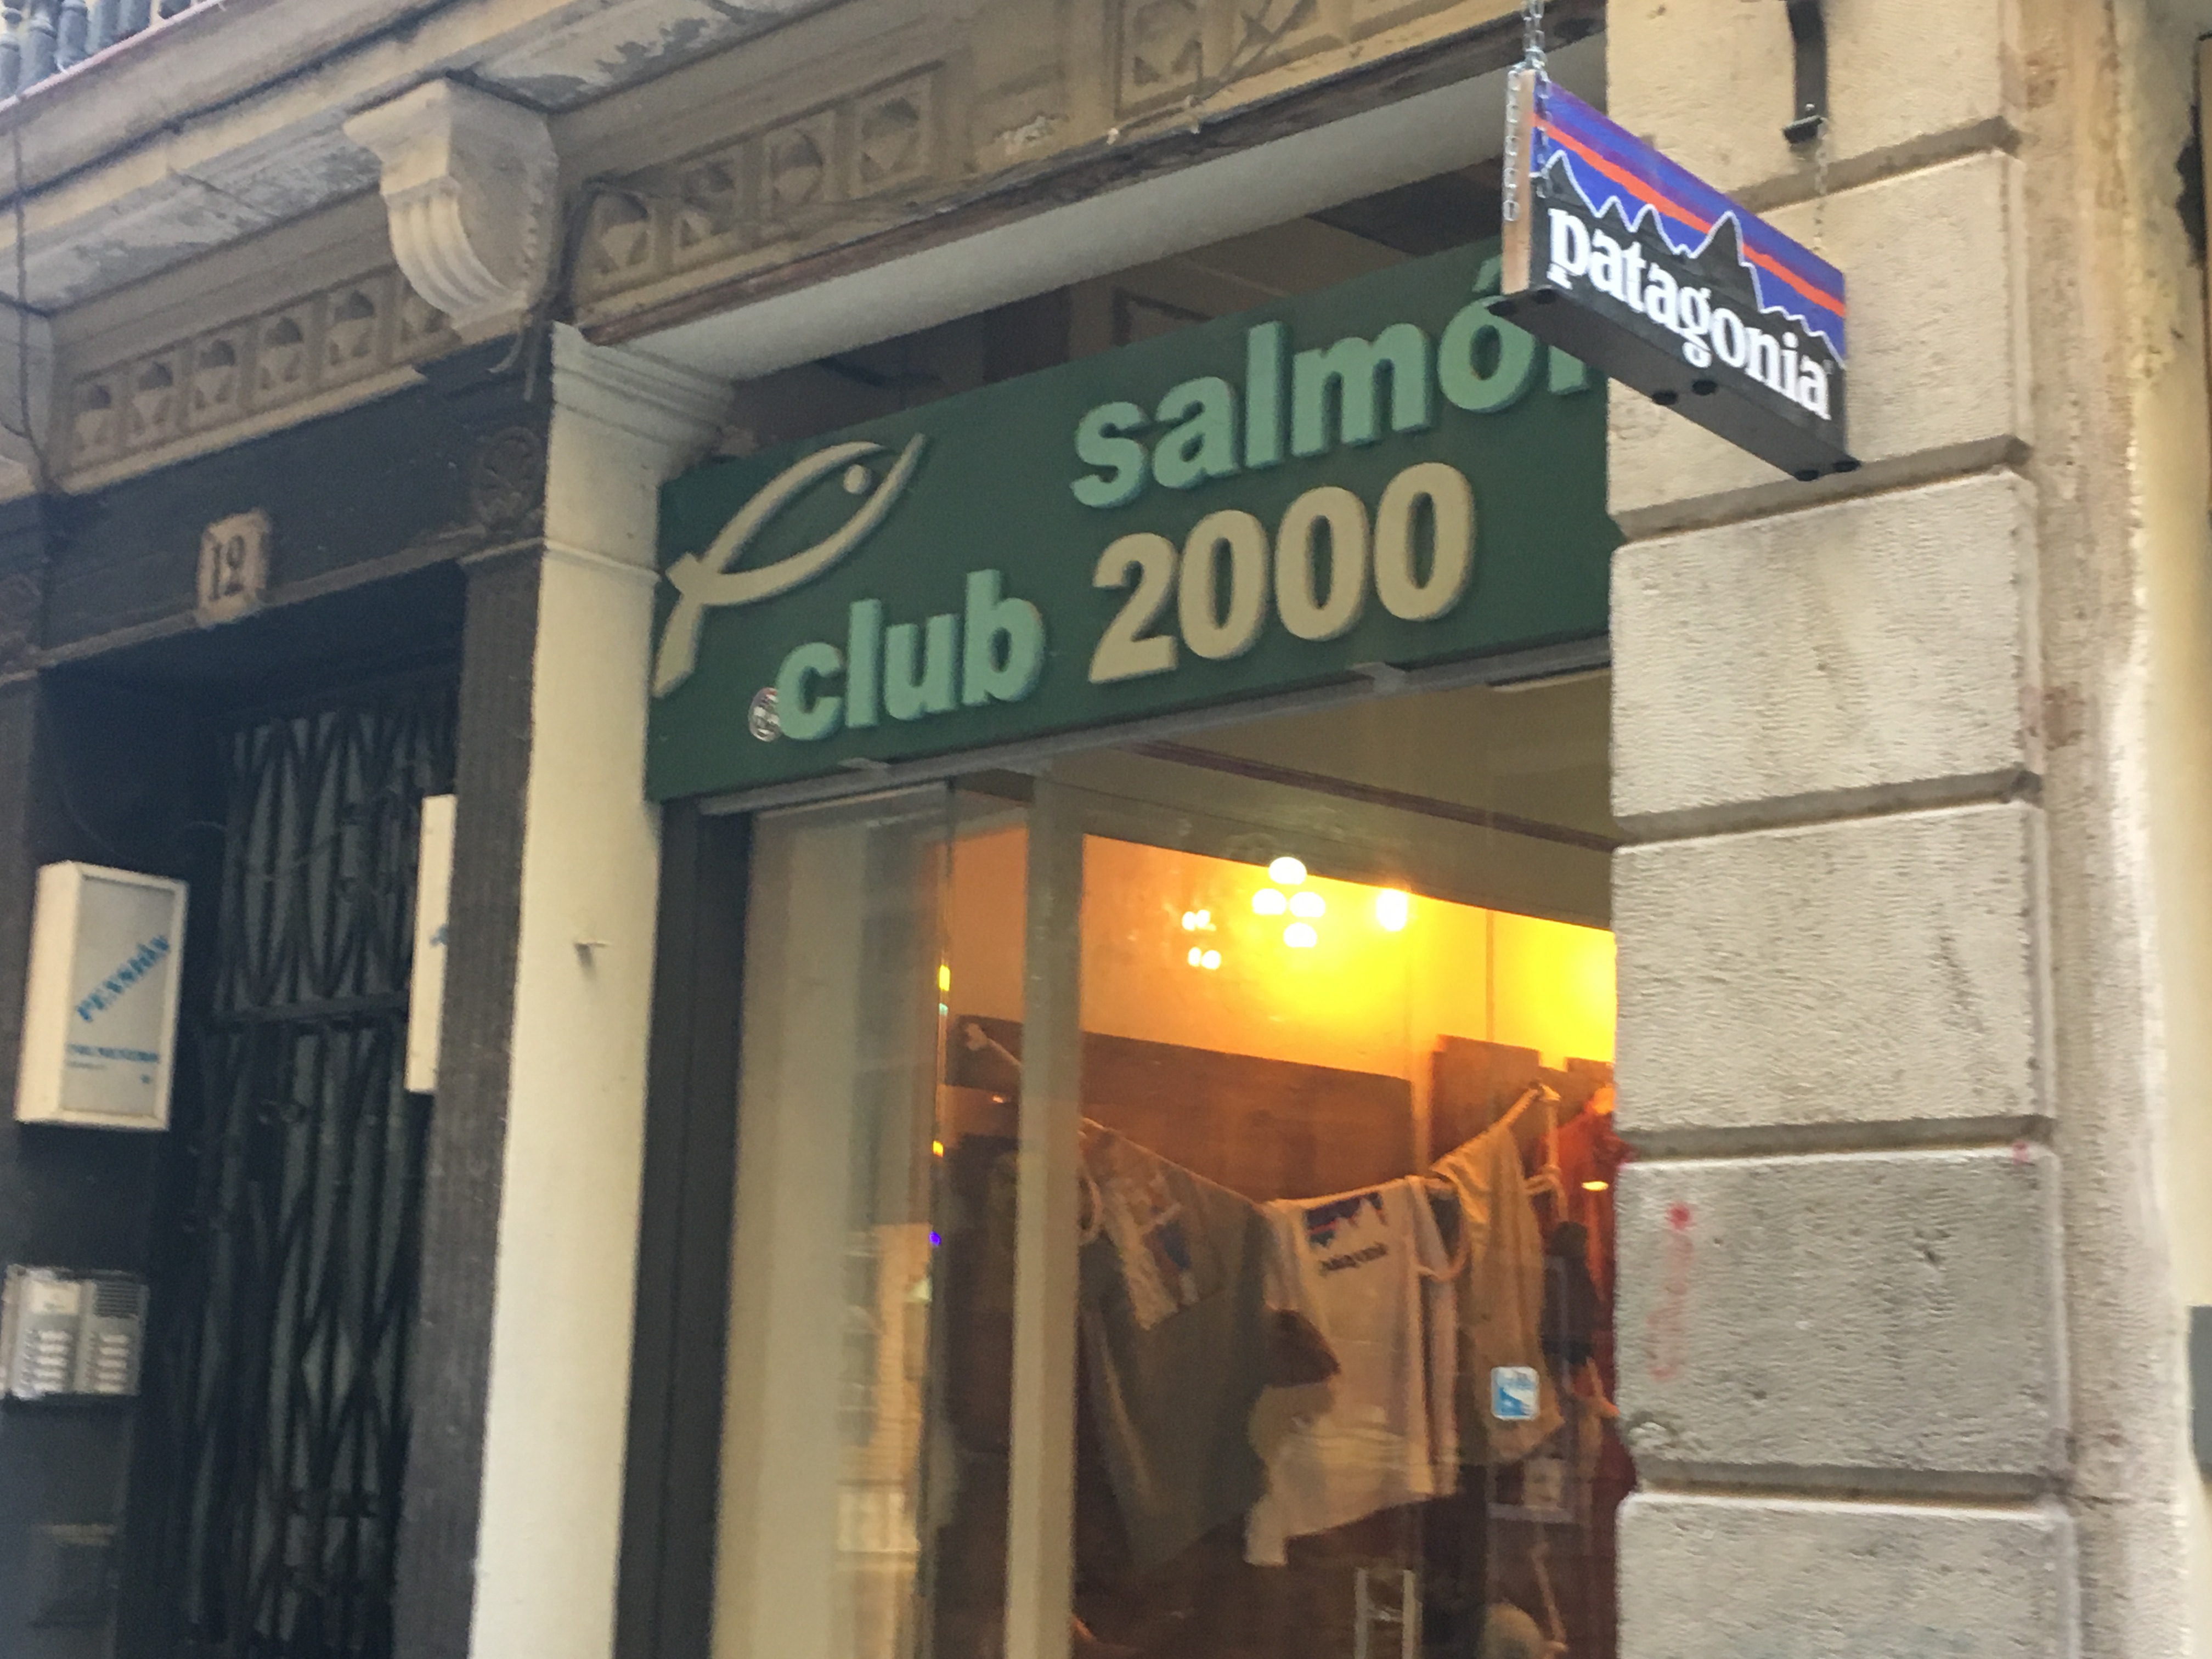 patagonia
salmó
club 2000
12
PENSIÓN
patagonia